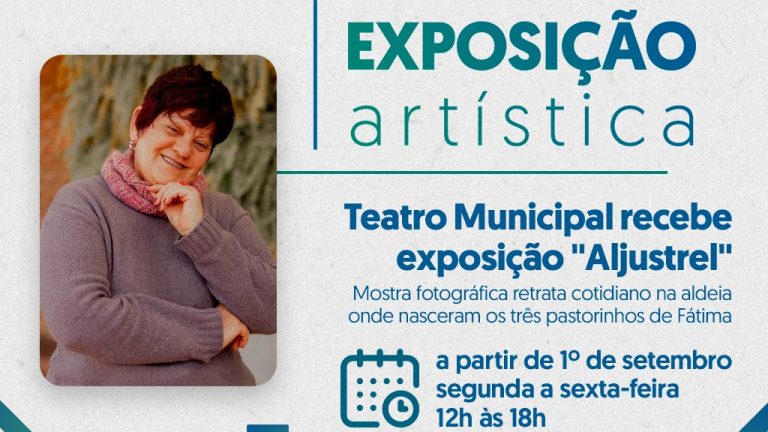 EXPOSIÇÃO
artística
Teatro Municipal recebe
exposição "Aljustrel"
Mostra fotográfica retrata cotidiano na aldeia
onde nasceram os três pastorinhos de Fátima
a partir de 1º de setembro
segunda a sexta-feira
12h às 18h